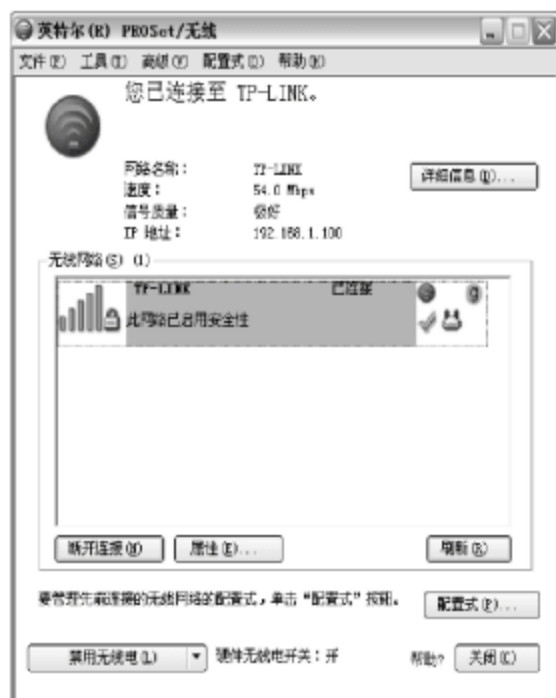 英特尔(R) PROSet/无线
文件(F) 工具(T) 高级(V) 配置式(D) 帮助(H)
您已连接至 TP-LINK。
网络名称: TP-LINK
速度: 54.0 Mbps
信号质量: 极好
IP 地址: 192.168.1.100
详细信息(D)...
无线网络(S) (1)
TP-LINK 已连接
此网络已启用安全性
断开连接(N) 属性(E)... 刷新(R)
要管理先前连接的无线网络的配置式,单击“配置式”按钮。
配置式(P)...
禁用无线电(L) 硬件无线电开关:开 帮助? 关闭(C)